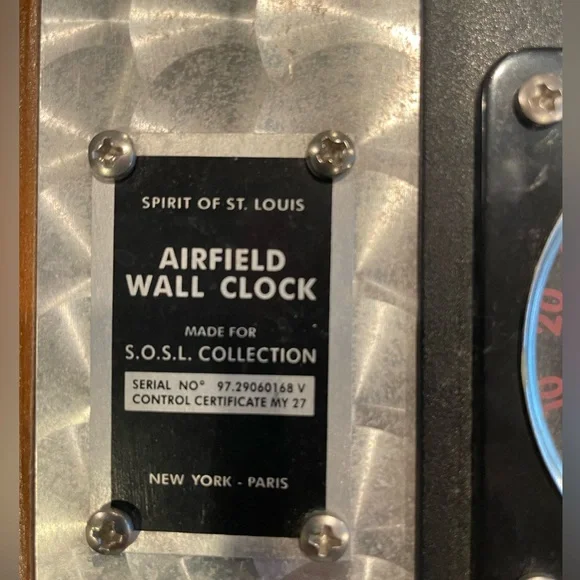 SPIRIT OF ST. LOUIS
AIRFIELD
WALL CLOCK
MADE FOR
S.O.S.L. COLLECTION
SERIAL NO° 97.29060168 V
CONTROL CERTIFICATE MY 27
NEW YORK - PARIS
20
10